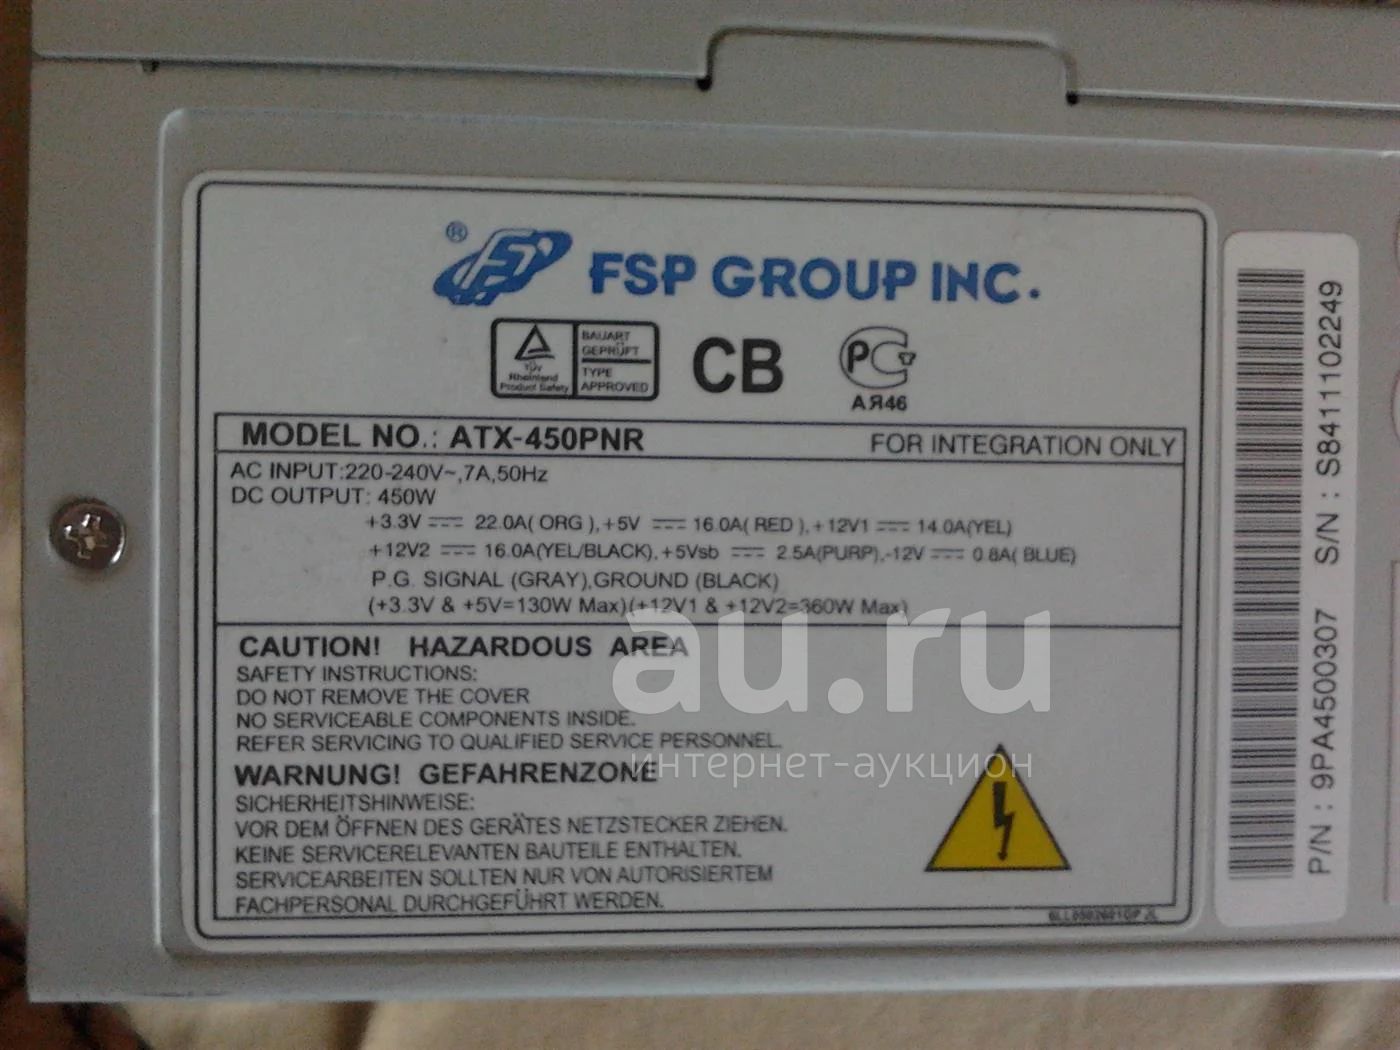 ® FSP GROUP INC.
TÜV Rheinland Product Safety
BAUART GEPRÜFT
TYPE APPROVED
CB
PC
АЯ46
MODEL NO.: ATX-450PNR FOR INTEGRATION ONLY
AC INPUT:220-240V~,7A,50Hz
DC OUTPUT: 450W
+3.3V 22.0A( ORG ),+5V 16.0A( RED ),+12V1 14.0A(YEL)
+12V2 16.0A(YEL/BLACK),+5Vsb 2.5A(PURP),-12V 0.8A( BLUE)
P.G. SIGNAL (GRAY),GROUND (BLACK)
(+3.3V & +5V=130W Max)(+12V1 & +12V2=360W Max)
CAUTION! HAZARDOUS AREA
SAFETY INSTRUCTIONS:
DO NOT REMOVE THE COVER
NO SERVICEABLE COMPONENTS INSIDE.
REFER SERVICING TO QUALIFIED SERVICE PERSONNEL.
WARNUNG! GEFAHRENZONE
SICHERHEITSHINWEISE:
VOR DEM ÖFFNEN DES GERÄTES NETZSTECKER ZIEHEN.
KEINE SERVICERELEVANTEN BAUTEILE ENTHALTEN.
SERVICEARBEITEN SOLLTEN NUR VON AUTORISIERTEM
FACHPERSONAL DURCHGEFÜHRT WERDEN.
P/N : 9PA4500307 S/N : S8411102249
au.ru
интернет-аукцион